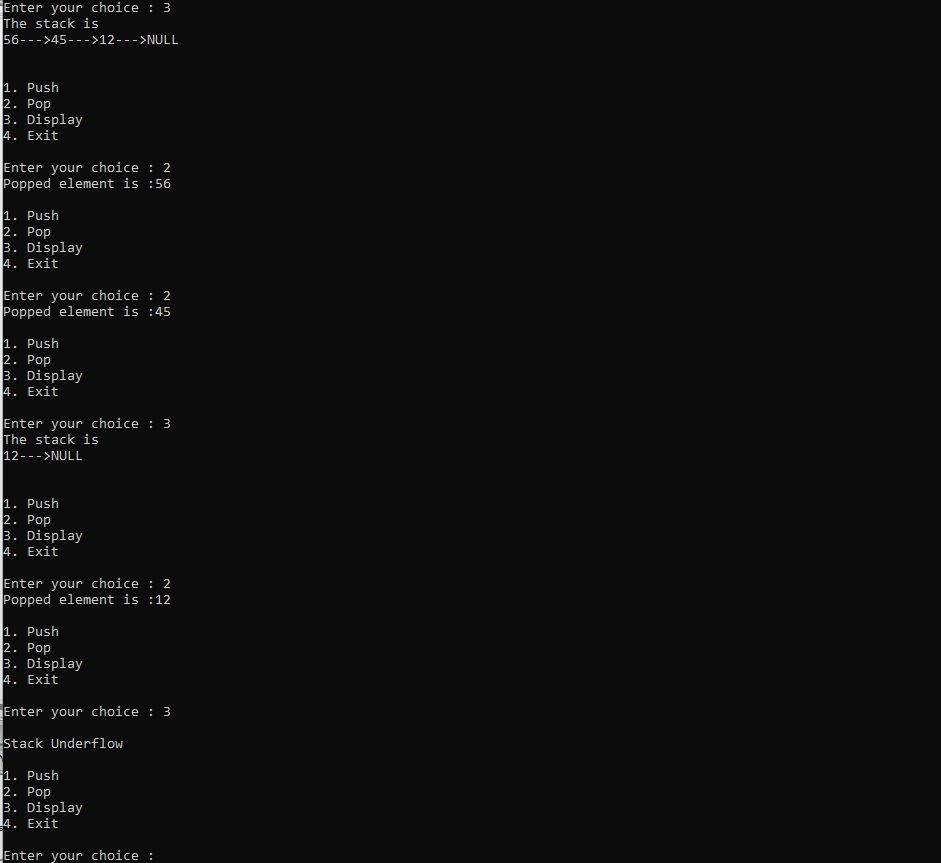 Enter your choice : 3
The stack is
56--->45--->12--->NULL
1. Push
2. Pop
3. Display
4. Exit
Enter your choice : 2
Popped element is :56
1. Push
2. Pop
3. Display
4. Exit
Enter your choice : 2
Popped element is :45
1. Push
2. Pop
3. Display
4. Exit
Enter your choice : 3
The stack is
12--->NULL
1. Push
2. Pop
3. Display
4. Exit
Enter your choice : 2
Popped element is :12
1. Push
2. Pop
3. Display
4. Exit
Enter your choice : 3
Stack Underflow
1. Push
2. Pop
3. Display
4. Exit
Enter your choice :